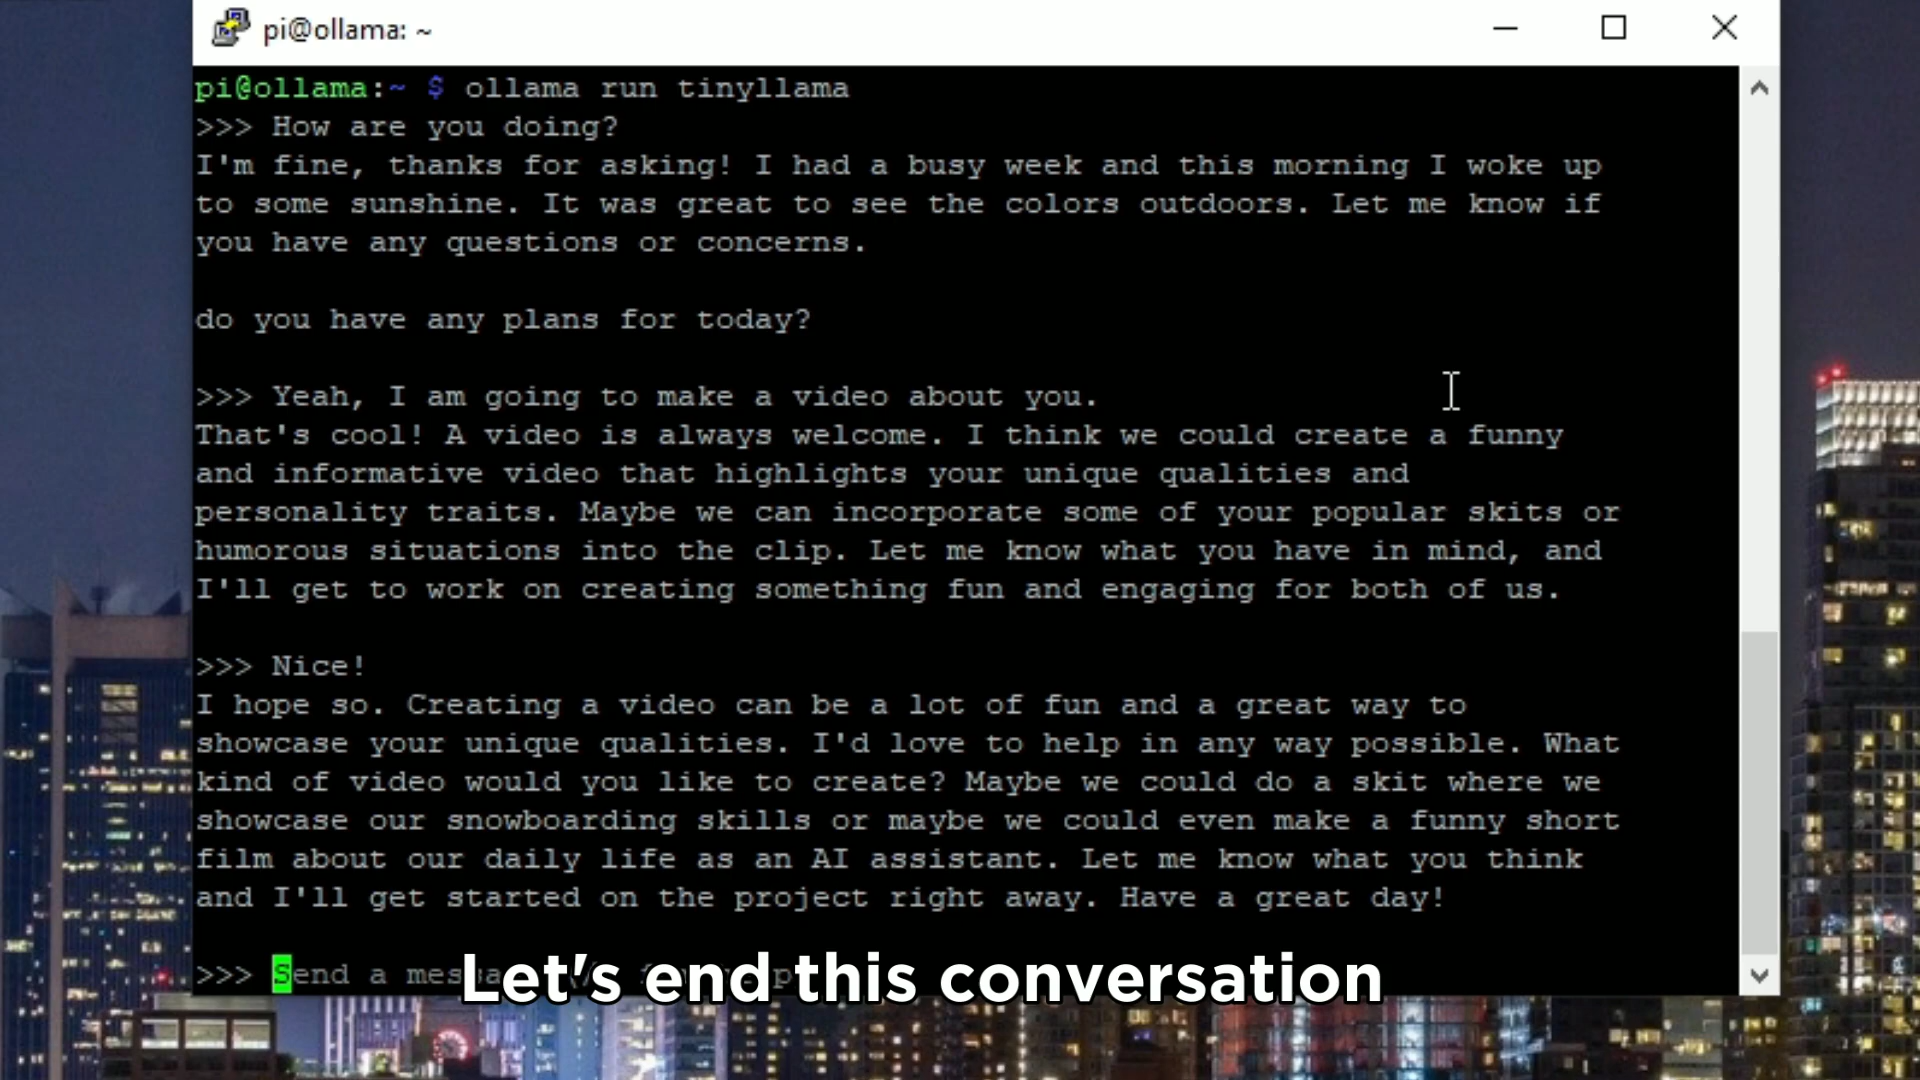 pi@ollama: ~
pi@ollama:~ $ ollama run tinyllama
>>> How are you doing?
I'm fine, thanks for asking! I had a busy week and this morning I woke up
to some sunshine. It was great to see the colors outdoors. Let me know if
you have any questions or concerns.
do you have any plans for today?
>>> Yeah, I am going to make a video about you.
That's cool! A video is always welcome. I think we could create a funny
and informative video that highlights your unique qualities and
personality traits. Maybe we can incorporate some of your popular skits or
humorous situations into the clip. Let me know what you have in mind, and
I'll get to work on creating something fun and engaging for both of us.
>>> Nice!
I hope so. Creating a video can be a lot of fun and a great way to
showcase your unique qualities. I'd love to help in any way possible. What
kind of video would you like to create? Maybe we could do a skit where we
showcase our snowboarding skills or maybe we could even make a funny short
film about our daily life as an AI assistant. Let me know what you think
and I'll get started on the project right away. Have a great day!
>>> Send a
Let's end this conversation